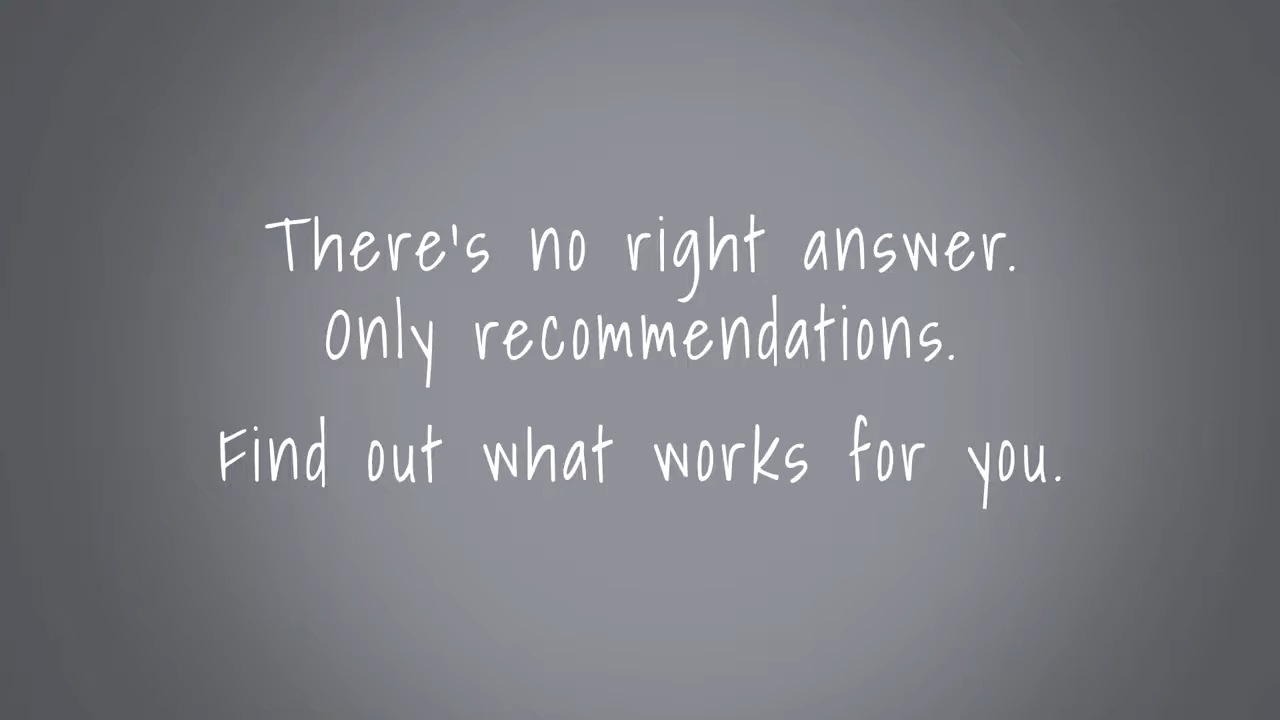 There's no right answer.
Only recommendations.
Find out what works for you.